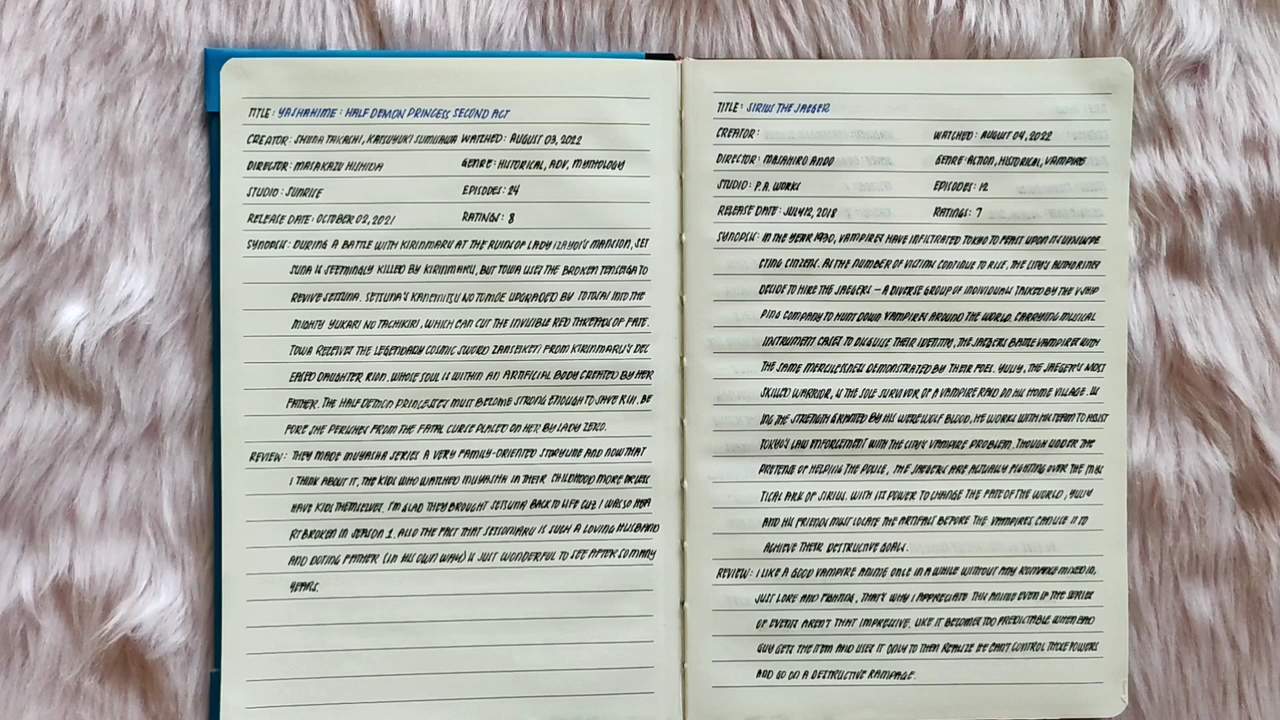 TITLE: YASHAHIME: HALF DEMON PRINCESS SECOND ACT
CREATOR: SHIINA TAKACHI, KATSUYUKI SUMISAWA WATCHED: AUGUST 03, 2022
DIRECTOR: MASAKAZU HISHIDA GENRE: HISTORICAL, ADV, MYTHOLOGY
STUDIO: SUNRISE EPISODES: 24
RELEASE DATE: OCTOBER 02, 2021 RATINGS: 8
SYNOPSIS: DURING A BATTLE WITH KIRINMARU AT THE RUINS OF LADY IZAYOI'S MANSION, SET
SUNA IS SEEMINGLY KILLED BY KIRINMARU, BUT TOWA USES THE BROKEN TENSEIGA TO
REVIVE SETSUNA. SETSUNA'S KANEMITSU NO TOMOE UPGRADED BY TOTOSAI INTO THE
MIGHTY YUKARI NO TACHIKIRI, WHICH CAN CUT THE INVISIBLE RED THREADS OF FATE.
TOWA RECEIVES THE LEGENDARY COSMIC SWORD ZANSEIKEN FROM KIRINMARU'S DEC
EASED DAUGHTER RION, WHOSE SOUL IS WITHIN AN ARTIFICIAL BODY CREATED BY HER
FATHER. THE HALF DEMON PRINCESSES MUST BECOME STRONG ENOUGH TO SAVE RIN, BE
FORE SHE PERISHES FROM THE FATAL CURSE PLACED ON HER BY LADY ZERO.
REVIEW: THEY MADE INUYASHA SERIES A VERY FAMILY-ORIENTED STORYLINE AND NOW THAT
I THINK ABOUT IT, THE KIDS WHO WATCHED INUYASHA IN THEIR CHILDHOOD MORE OR LESS
HAVE KIDS THEMSELVES. I'M GLAD THEY BROUGHT SETSUNA BACK TO LIFE CUZ I WAS SO HEA
RTBROKEN IN SEASON 1. ALSO THE FACT THAT SESSOMARU IS SUCH A LOVING HUSBAND
AND DOTING FATHER (IN HIS OWN WAY) IS JUST WONDERFUL TO SEE AFTER SO MANY
YEARS.
TITLE: SIRIUS THE JAEGER
CREATOR: WATCHED: AUGUST 04, 2022
DIRECTOR: MASAHIRO ANDO GENRE: ACTION, HISTORICAL, VAMPIRE
STUDIO: P.A. WORKS EPISODES: 12
RELEASE DATE: JULY 12, 2018 RATINGS: 7
SYNOPSIS: IN THE YEAR 1930, VAMPIRES HAVE INFILTRATED TOKYO TO FEAST UPON ITS UNSUSPE
CTING CITIZENS. AS THE NUMBER OF VICTIMS CONTINUE TO RISE, THE CITY'S AUTHORITIES
DECIDE TO HIRE THE JAEGERS - A DIVERSE GROUP OF INDIVIDUALS TASKED BY THE V SHIP
PING COMPANY TO HUNT DOWN VAMPIRES AROUND THE WORLD. CARRYING MUSICAL
INSTRUMENT CASES TO DISGUISE THEIR IDENTITY, THE JAEGERS BATTLE VAMPIRES WITH
THE SAME MERCILESSNESS DEMONSTRATED BY THEIR FOES. YULIY, THE JAEGER'S MOST
SKILLED WARRIOR, IS THE SOLE SURVIVOR OF A VAMPIRE RAID ON HIS HOME VILLAGE. US
ING THE STRENGTH GRANTED BY HIS WEREWOLF BLOOD, HE WORKS WITH HIS TEAM TO ASSIST
TOKYO'S LAW ENFORCEMENT WITH THE CITY'S VAMPIRE PROBLEM. THOUGH UNDER THE
PRETENSE OF HELPING THE POLICE, THE JAEGERS ARE ACTUALLY FIGHTING OVER THE MYS
TICAL ARK OF SIRIUS. WITH ITS POWER TO CHANGE THE FATE OF THE WORLD, YULIY
AND HIS FRIENDS MUST LOCATE THE ARTIFACT BEFORE THE VAMPIRES CAN USE IT TO
ACHIEVE THEIR DESTRUCTIVE GOALS.
REVIEW: I LIKE A GOOD VAMPIRE ANIME ONCE IN A WHILE WITHOUT ANY ROMANCE MIXED IN,
JUST LORE AND FIGHTING, THAT'S WHY I APPRECIATE THIS ANIME EVEN IF THE SERIES
OF EVENTS AREN'T THAT IMPRESSIVE. LIKE IT BECOMES TOO PREDICTABLE WHEN BAD
GUY GETS THE ITEM AND USES IT ONLY TO THEN REALIZE HE CAN'T CONTROL THOSE POWERS
AND GO ON A DESTRUCTIVE RAMPAGE.